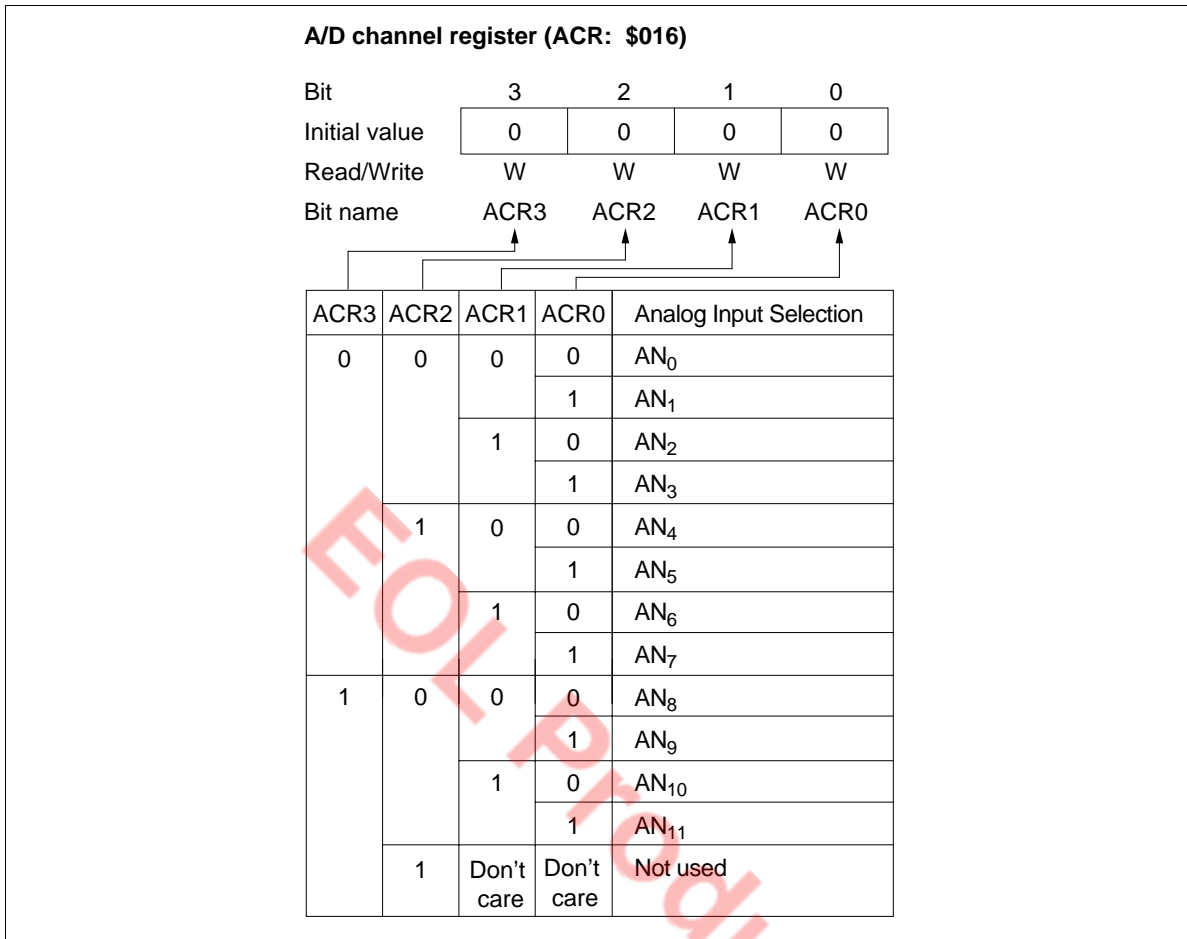 A/D channel register (ACR: $016)
Bit 3 2 1 0
Initial value 0 0 0 0
Read/Write W W W W
Bit name ACR3 ACR2 ACR1 ACR0
ACR3 ACR2 ACR1 ACR0 Analog Input Selection
0 0 0 0 AN0
1 AN1
1 0 AN2
1 AN3
1 0 0 AN4
1 AN5
1 0 AN6
1 AN7
1 0 0 0 AN8
1 AN9
1 0 AN10
1 AN11
1 Don't care Don't care Not used
EOL Produ